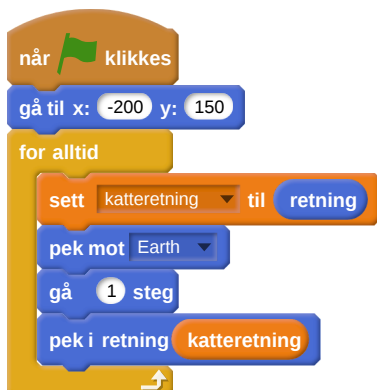 når klikkes
gå til x: -200 y: 150
for alltid
sett katteretning til retning
pek mot Earth
gå 1 steg
pek i retning katteretning